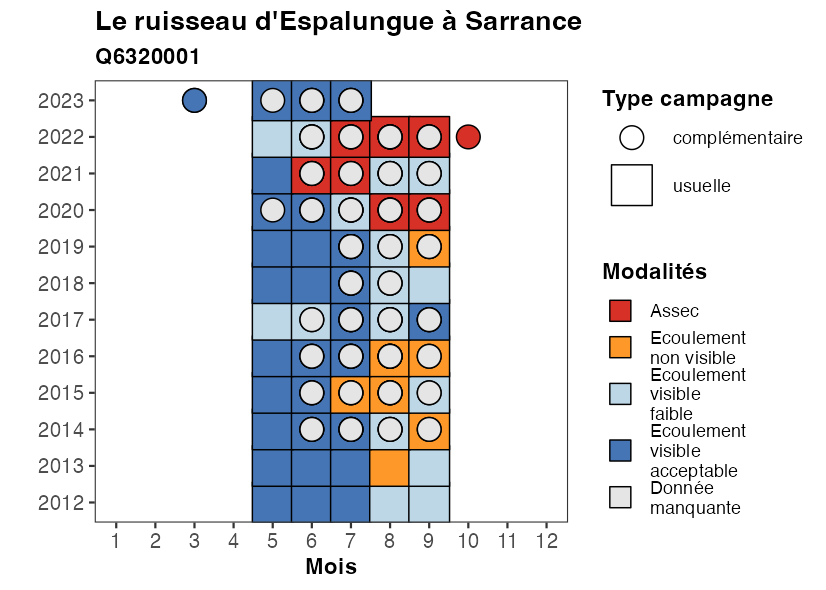 Le ruisseau d'Espalungue à Sarrance
Q6320001
2023
2022
2021
2020
2019
2018
2017
2016
2015
2014
2013
2012
1 2 3 4 5 6 7 8 9 10 11 12
Mois
Type campagne
complémentaire
usuelle
Modalités
Assec
Ecoulement
non visible
Ecoulement
visible
faible
Ecoulement
visible
acceptable
Donnée
manquante